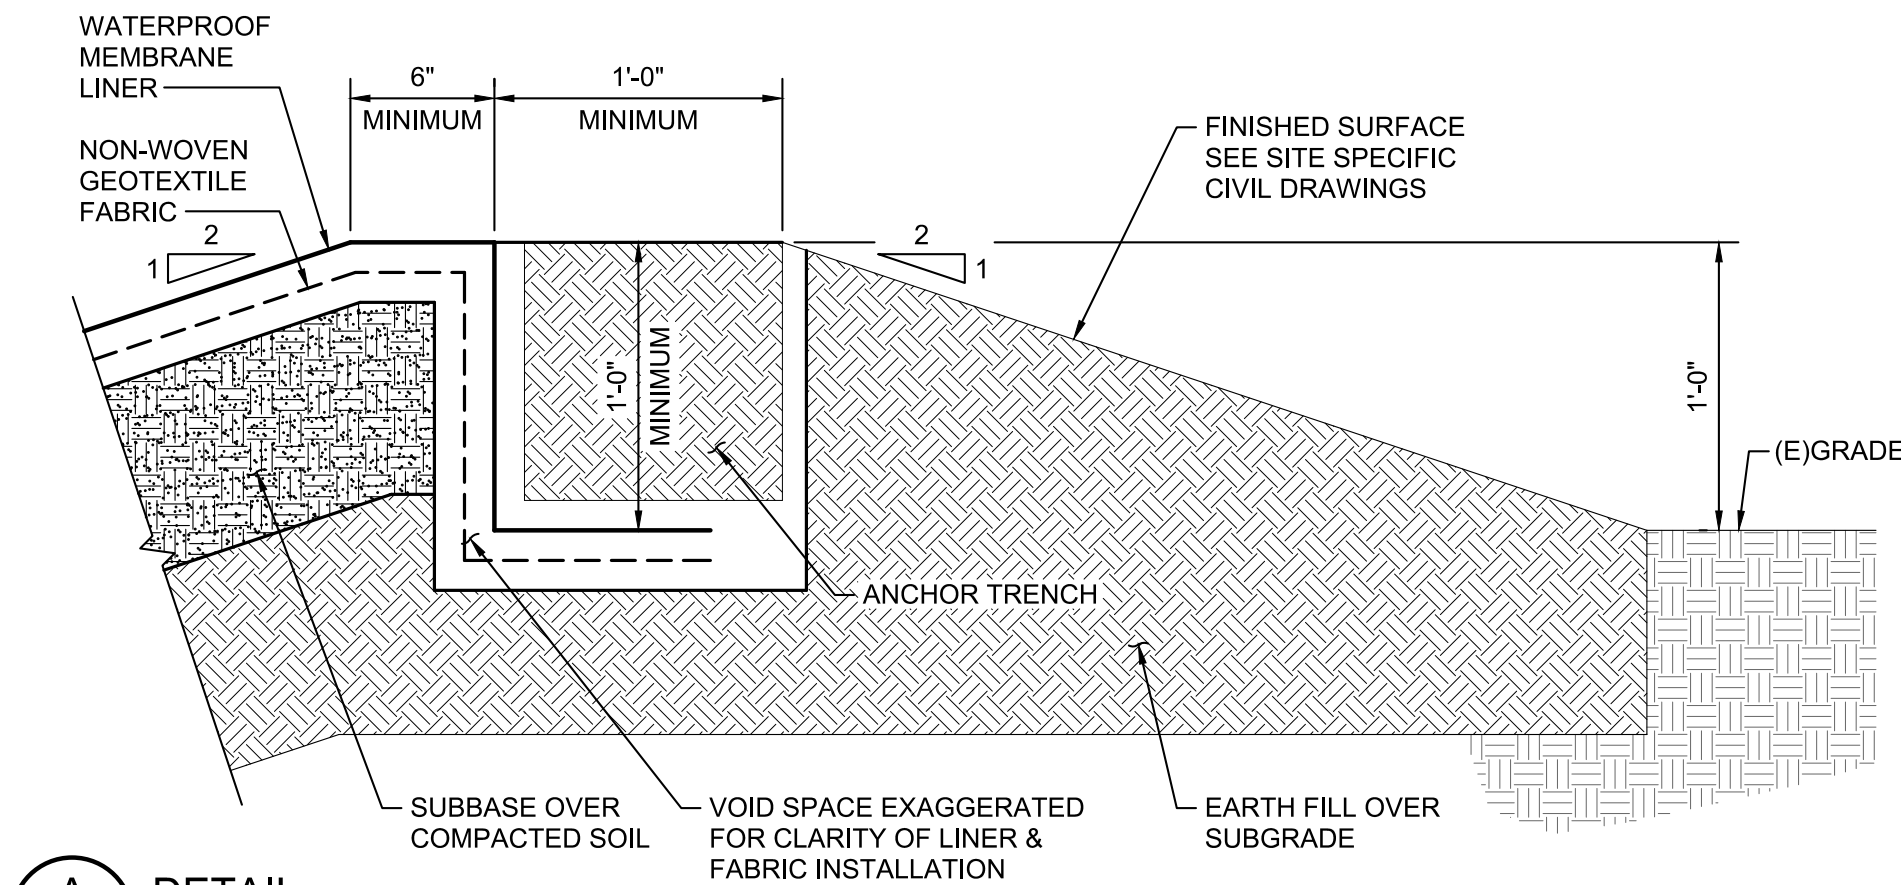 WATERPROOF
MEMBRANE
LINER
6"
MINIMUM
1'-0"
MINIMUM
NON-WOVEN
GEOTEXTILE
FABRIC
FINISHED SURFACE
SEE SITE SPECIFIC
CIVIL DRAWINGS
2
1
2
1
1'-0"
MINIMUM
1'-0"
(E)GRADE
ANCHOR TRENCH
SUBBASE OVER
COMPACTED SOIL
VOID SPACE EXAGGERATED
FOR CLARITY OF LINER &
FABRIC INSTALLATION
EARTH FILL OVER
SUBGRADE
A
DETAIL